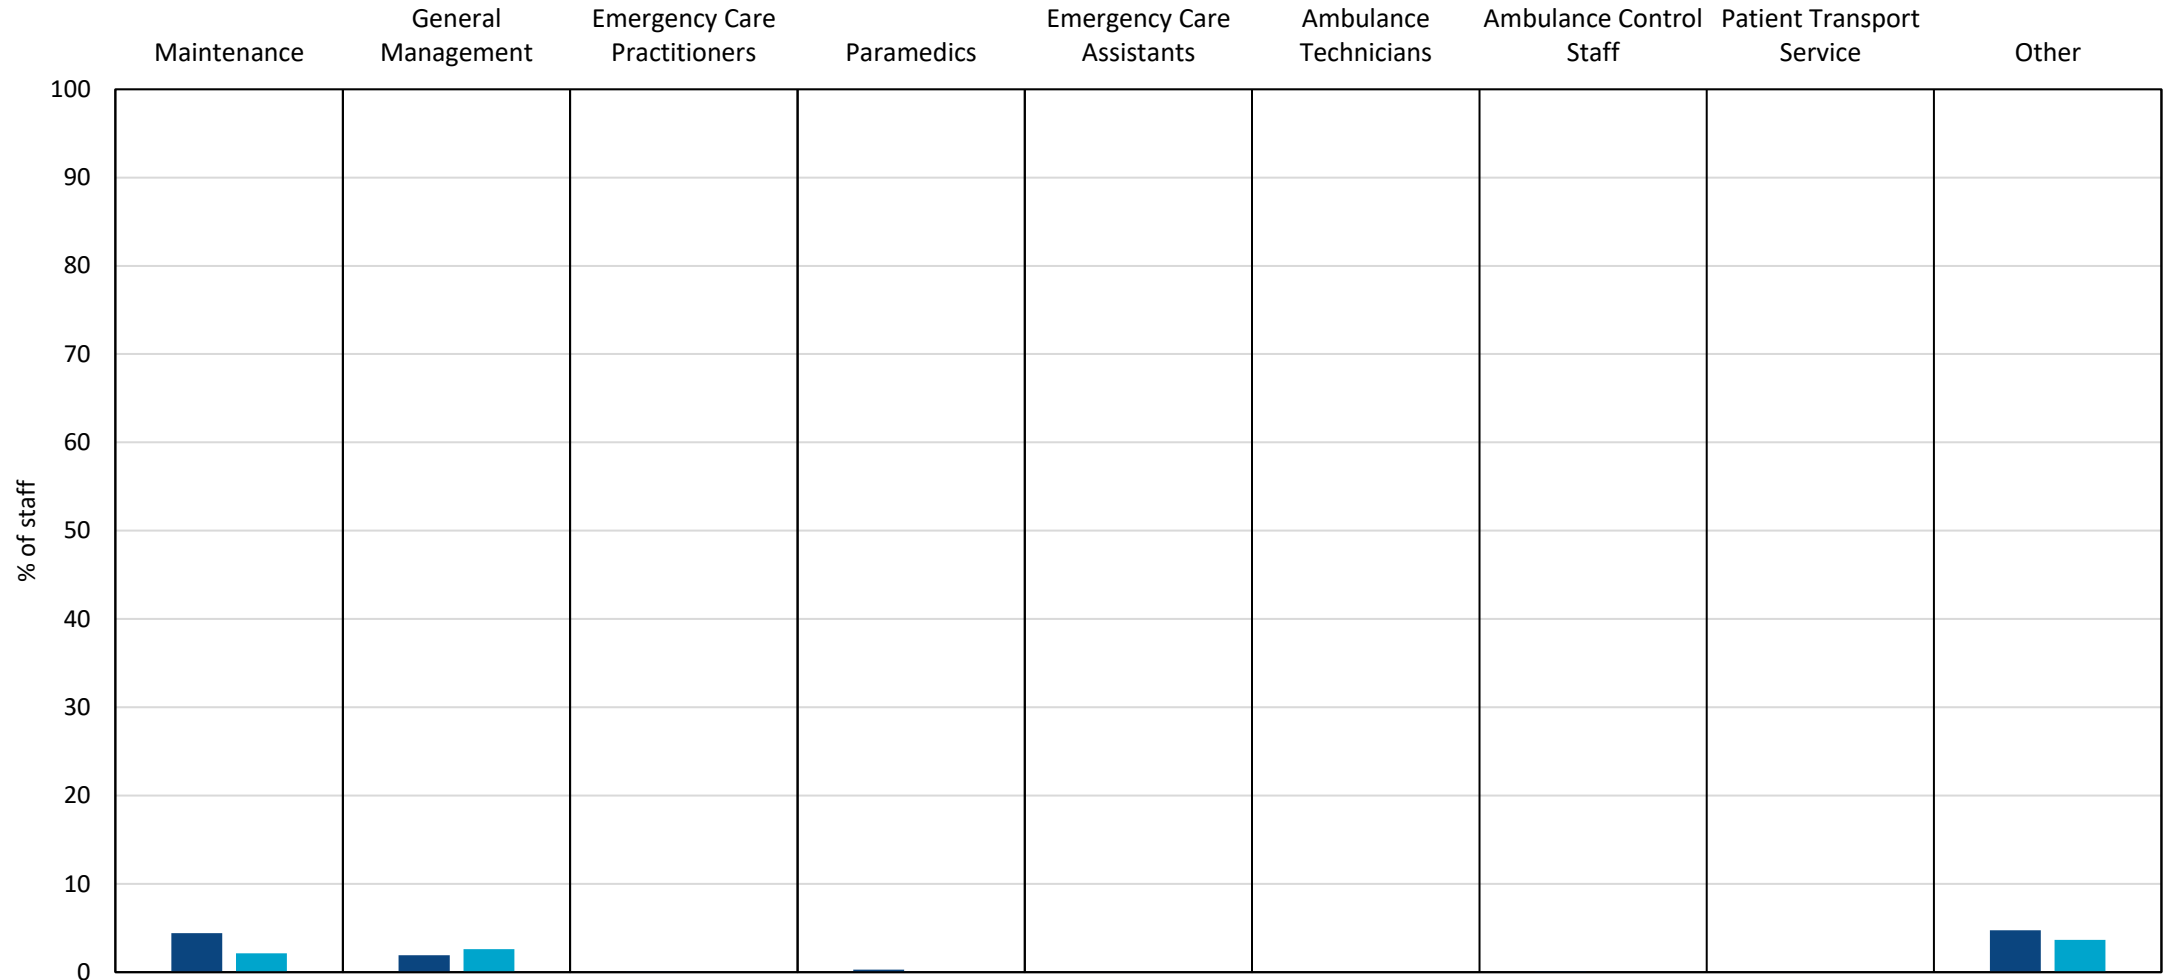 Maintenance
General
Management
Emergency Care
Practitioners
Paramedics
Emergency Care
Assistants
Ambulance
Technicians
Ambulance Control
Staff
Patient Transport
Service
Other
100
90
80
70
60
50
40
30
20
10
0
% of staff